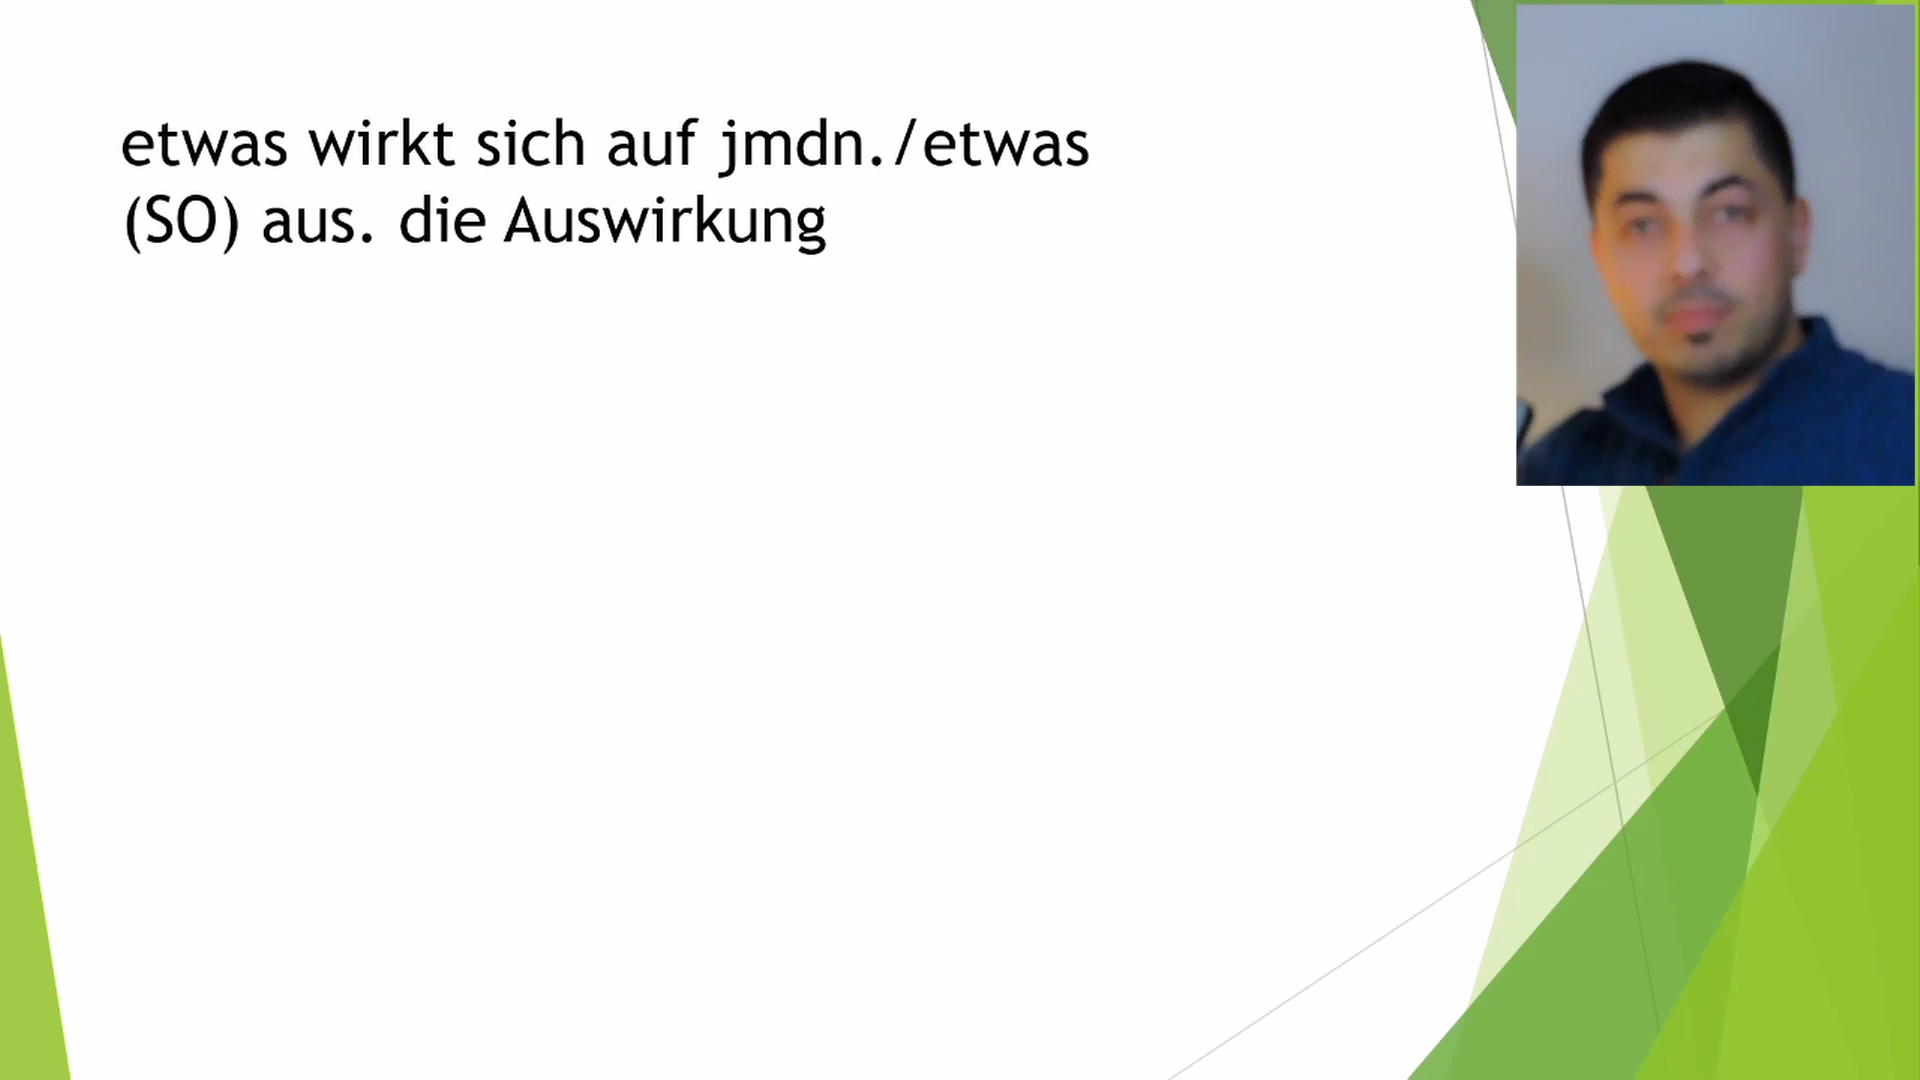 etwas wirkt sich auf jmdn./etwas
(SO) aus. die Auswirkung